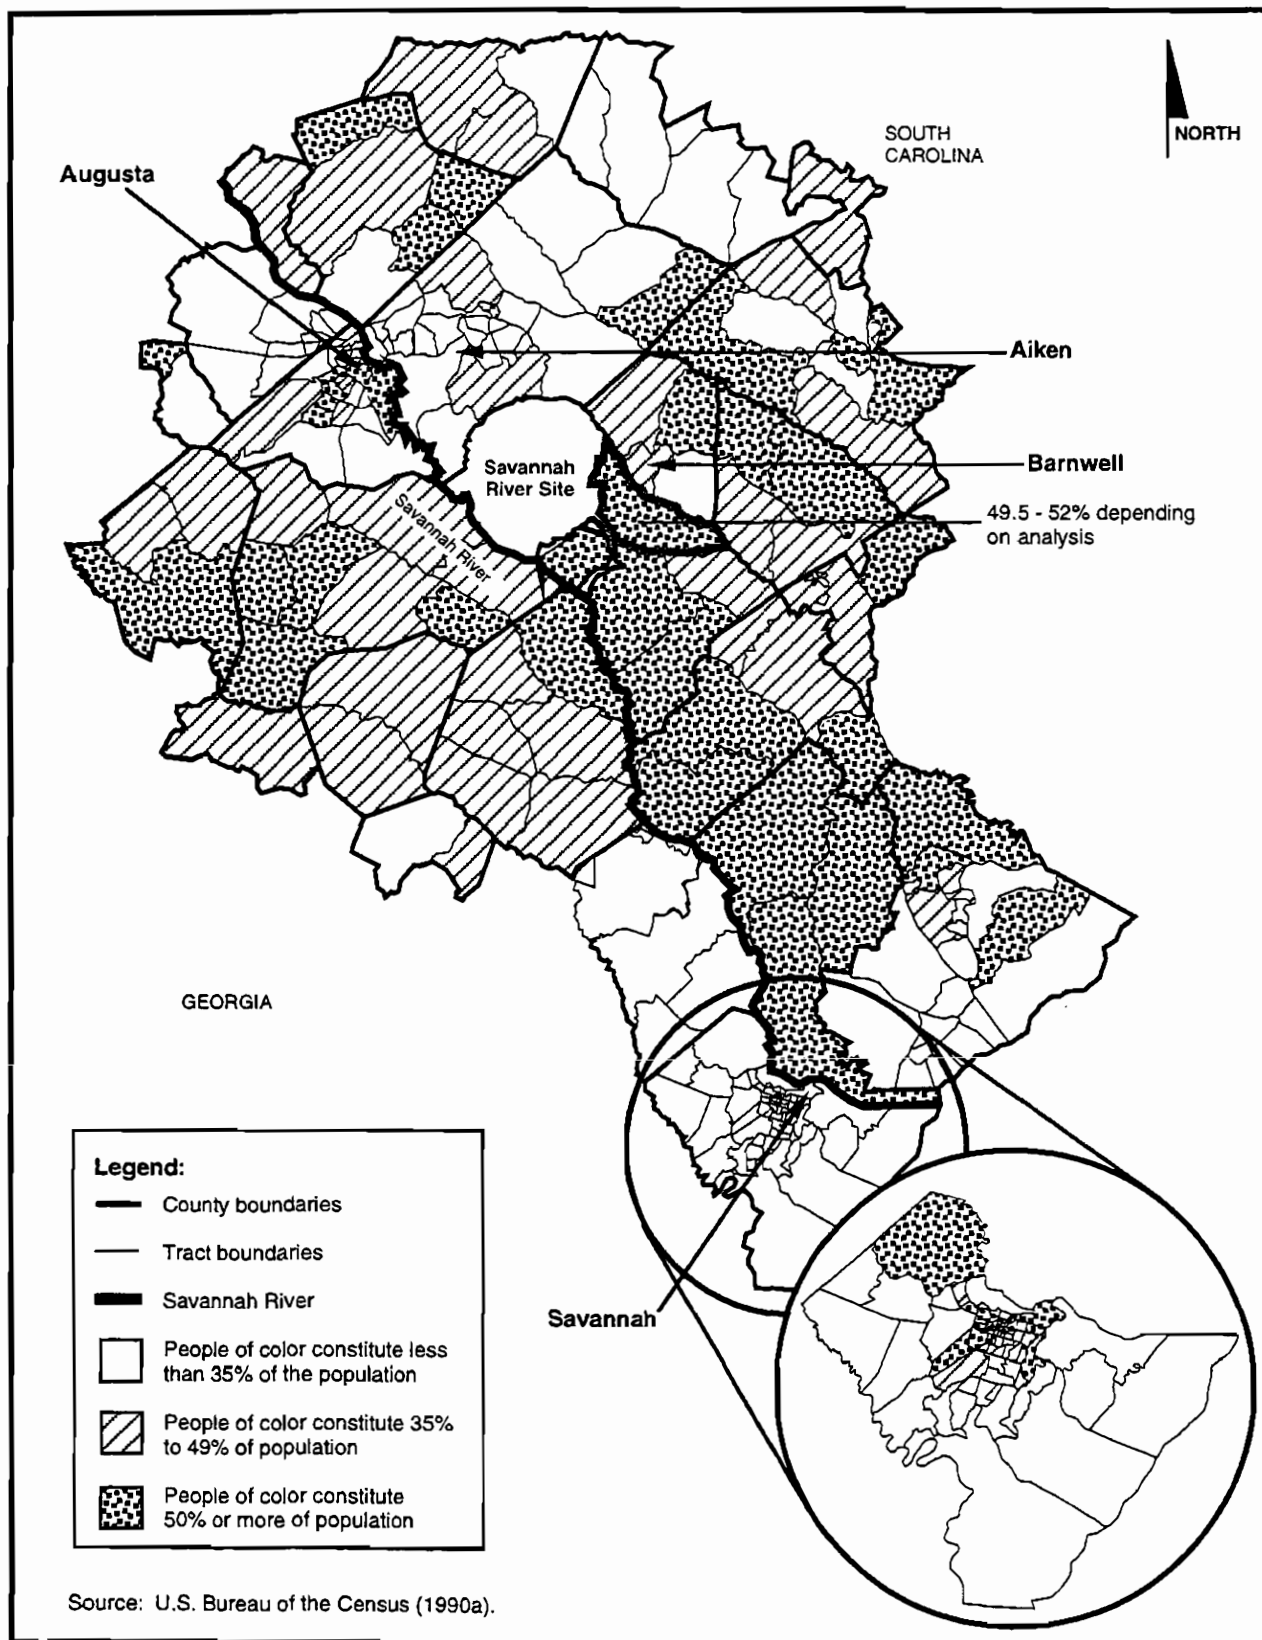 SOUTH
CAROLINA
NORTH
Augusta
Aiken
Savannah
River Site
Barnwell
Savannah River
49.5 - 52% depending
on analysis
GEORGIA
Legend:
County boundaries
Tract boundaries
Savannah River
People of color constitute less
than 35% of the population
People of color constitute 35%
to 49% of population
People of color constitute
50% or more of population
Savannah
Source: U.S. Bureau of the Census (1990a).